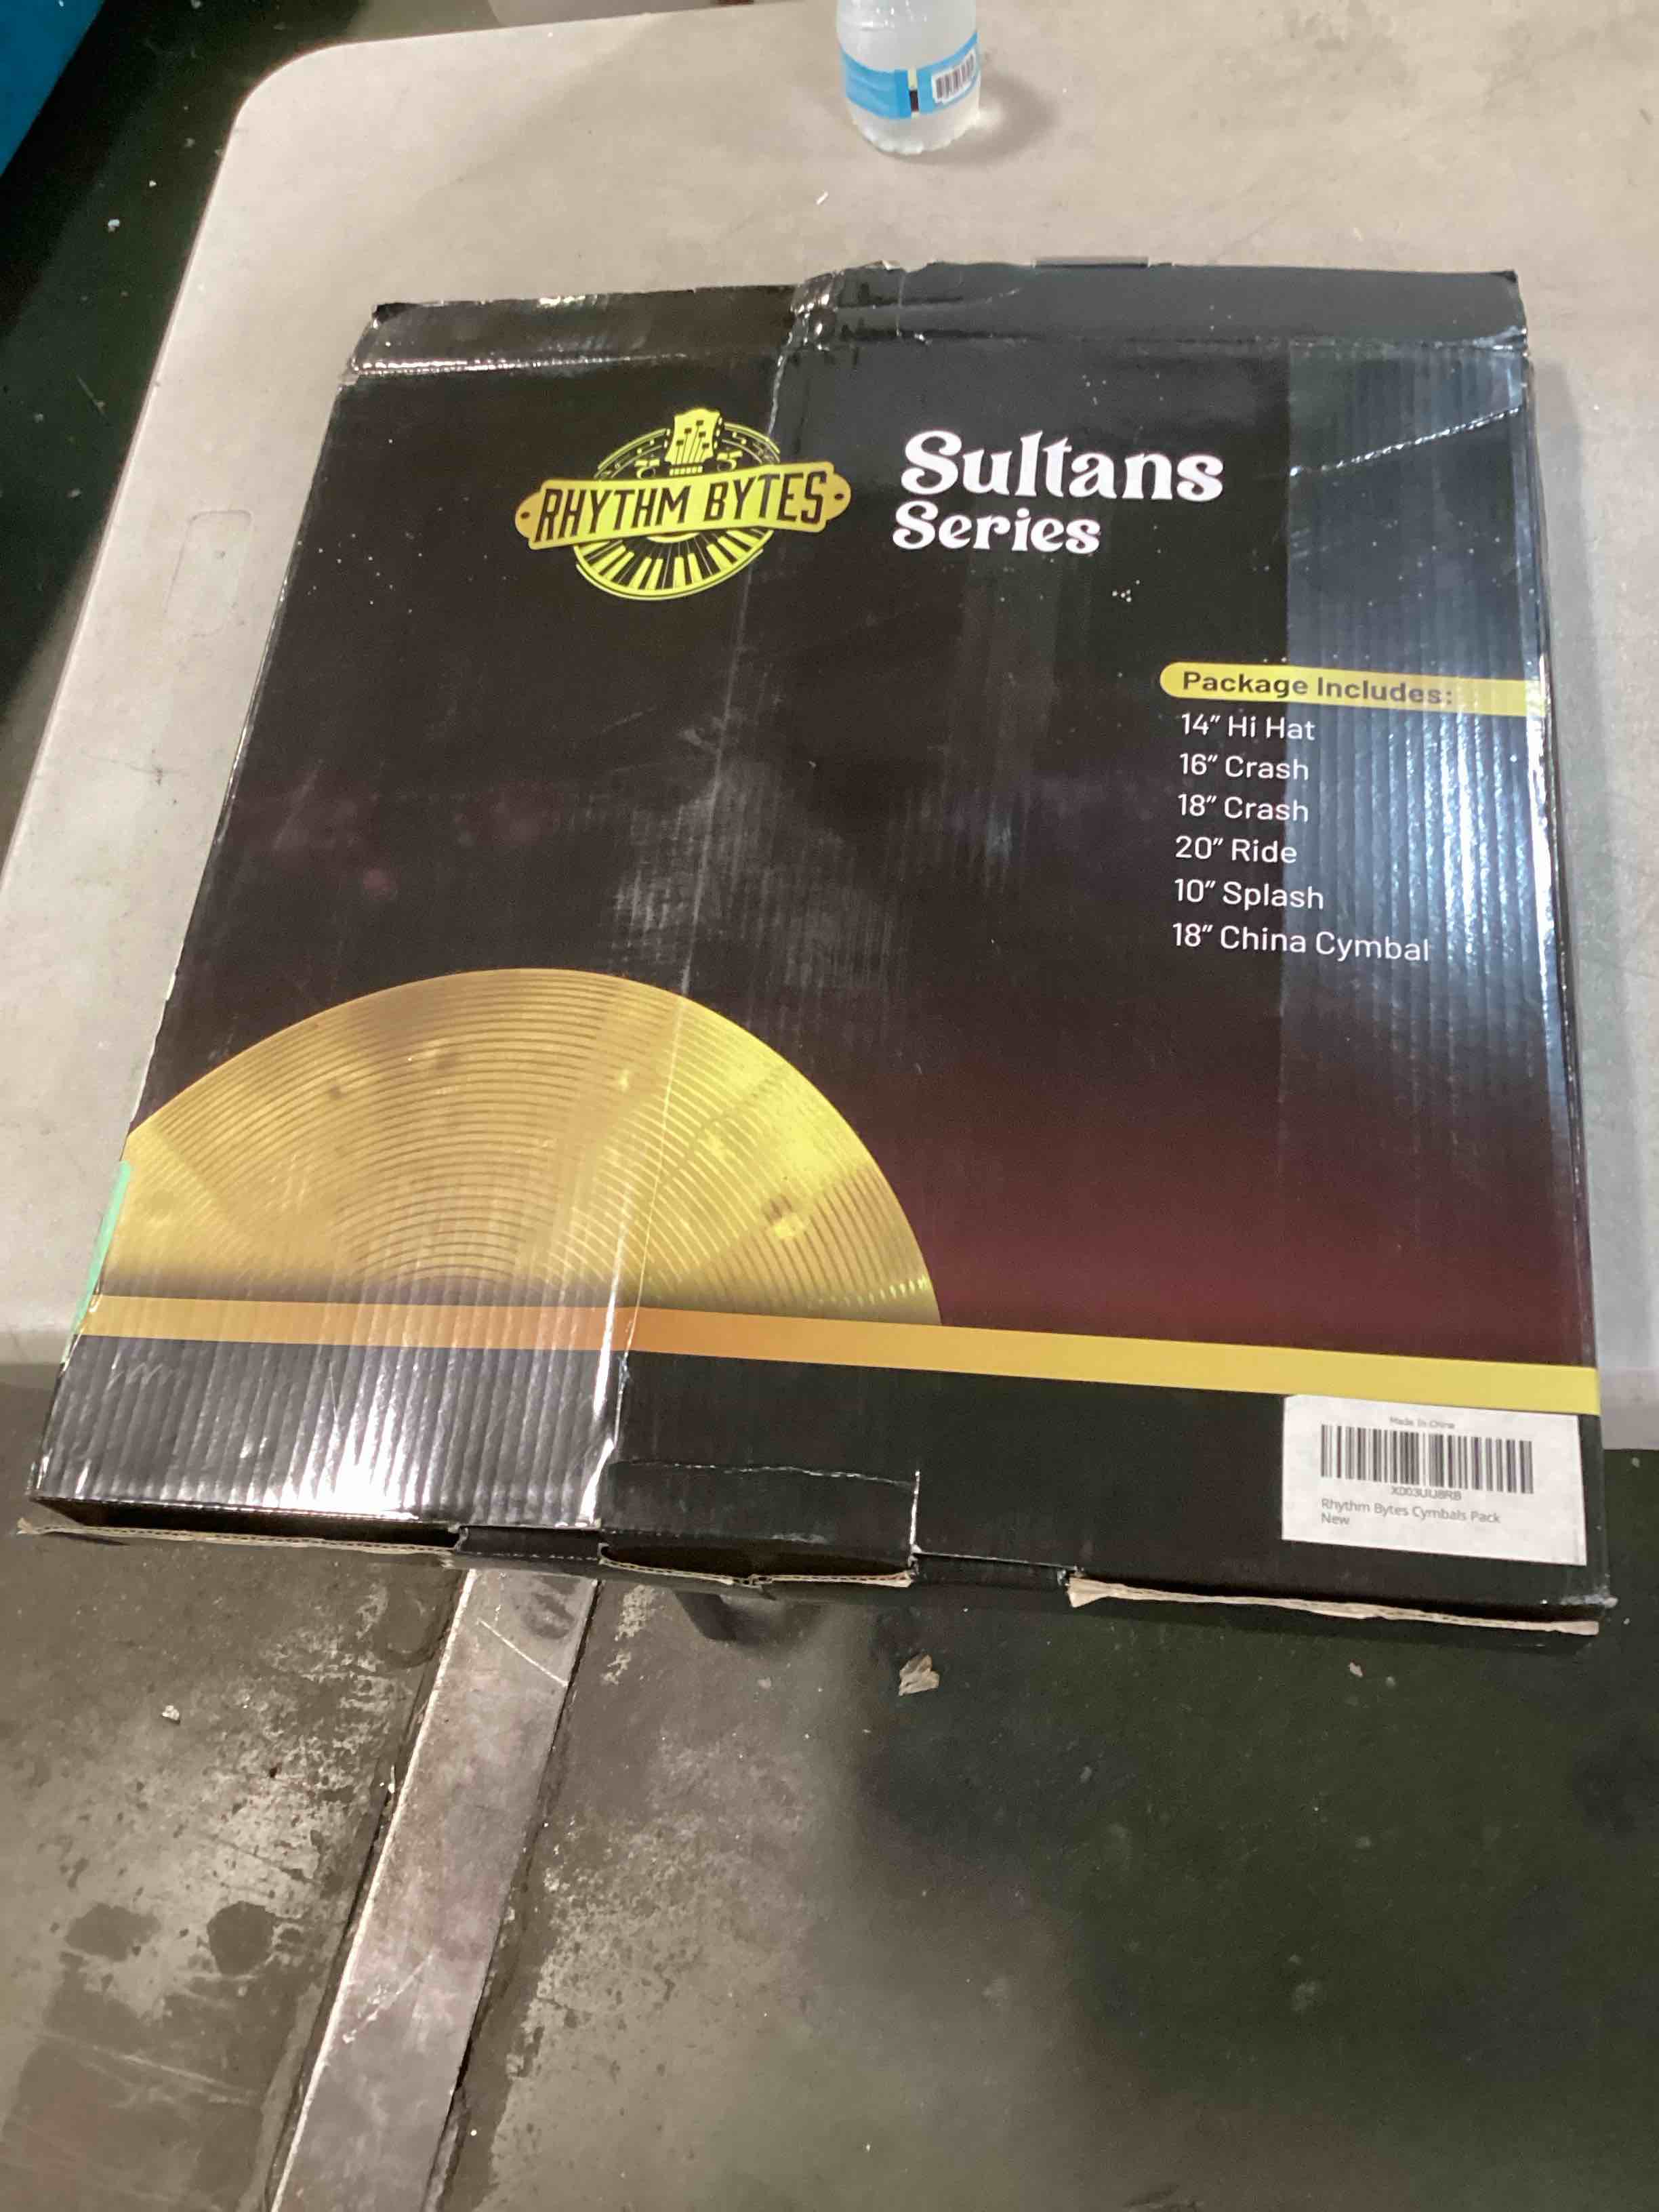 RHYTHM BYTES
Sultans
Series
Package Includes:
14" Hi Hat
16" Crash
18" Crash
20" Ride
10" Splash
18" China Cymbal
Made In China
X003UIU8RB
Rhythm Bytes Cymbals Pack
New